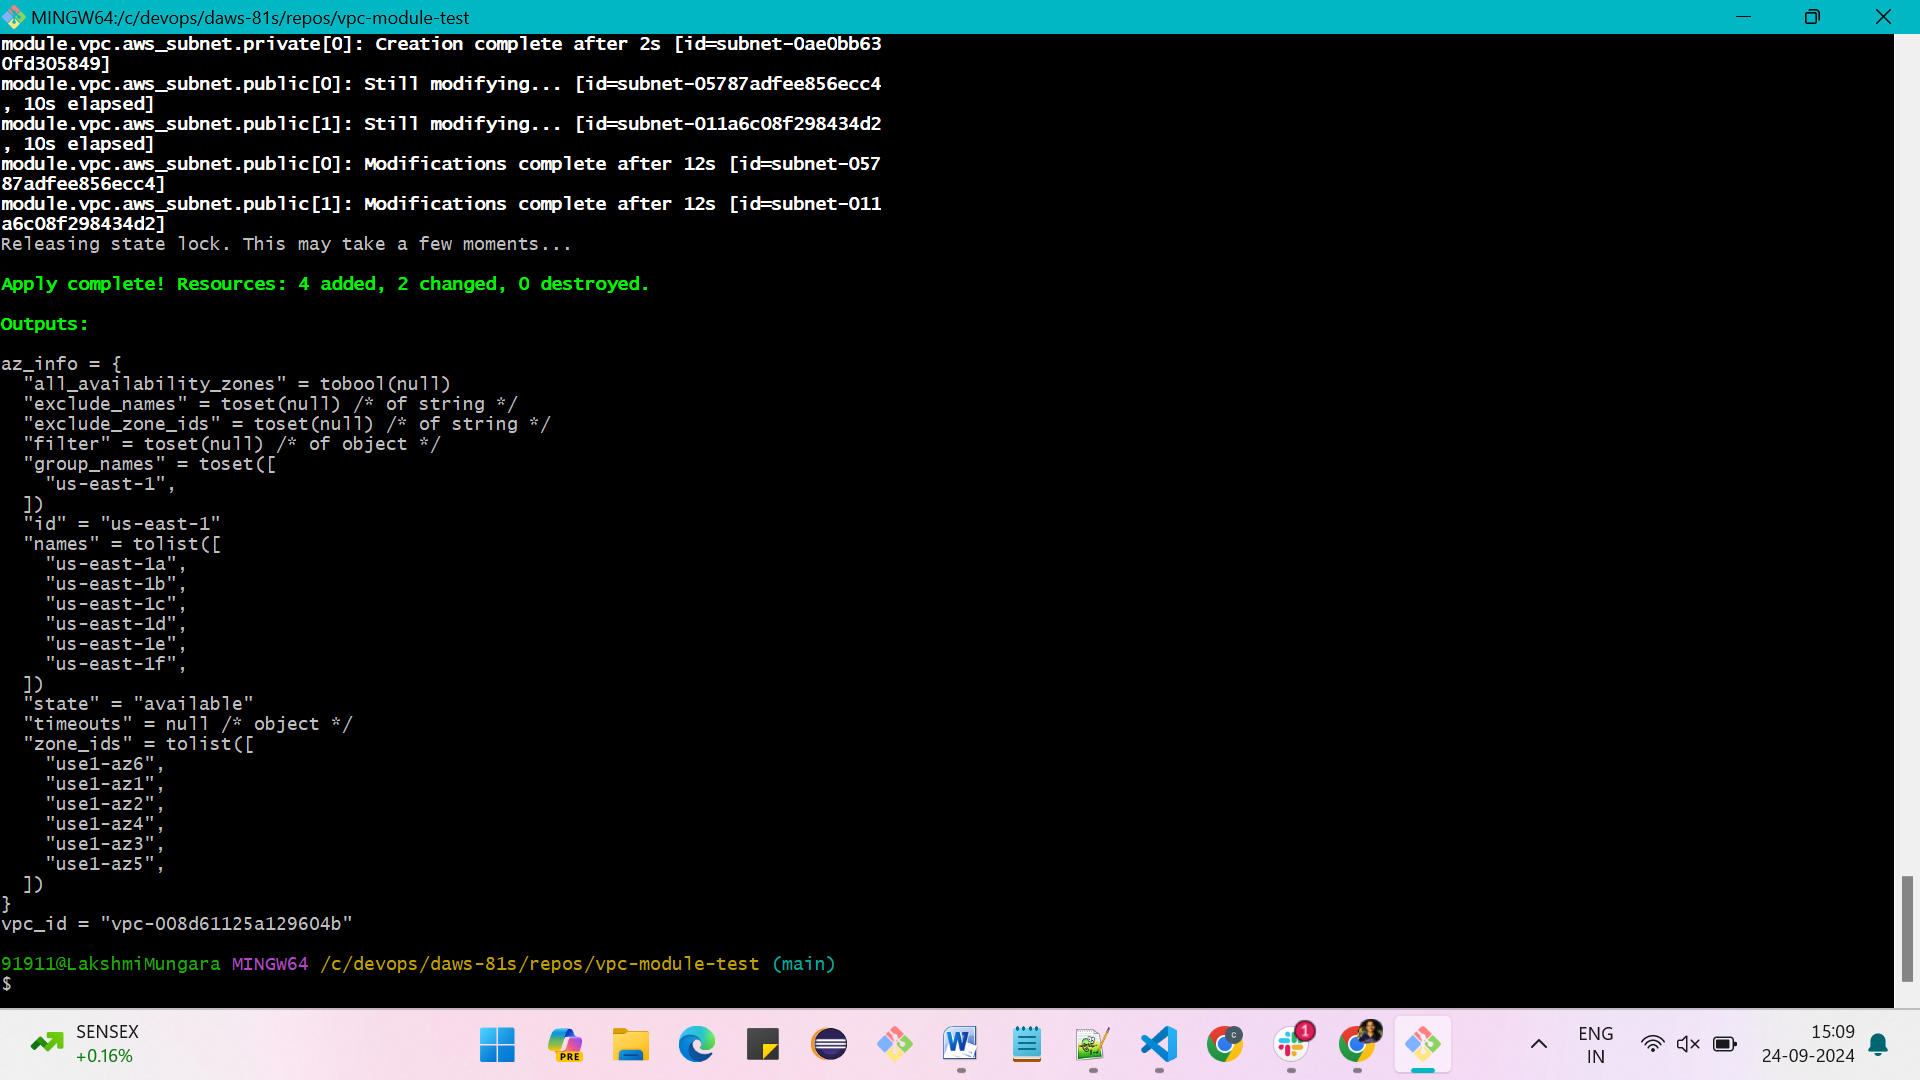 MINGW64:/c/devops/daws-81s/repos/vpc-module-test
module.vpc.aws_subnet.private[0]: Creation complete after 2s [id=subnet-0ae0bb63
0fd305849]
module.vpc.aws_subnet.public[0]: Still modifying... [id=subnet-05787adfee856ecc4
, 10s elapsed]
module.vpc.aws_subnet.public[1]: Still modifying... [id=subnet-011a6c08f298434d2
, 10s elapsed]
module.vpc.aws_subnet.public[0]: Modifications complete after 12s [id=subnet-057
87adfee856ecc4]
module.vpc.aws_subnet.public[1]: Modifications complete after 12s [id=subnet-011
a6c08f298434d2]
Releasing state lock. This may take a few moments...
Apply complete! Resources: 4 added, 2 changed, 0 destroyed.
Outputs:
az_info = {
  "all_availability_zones" = tobool(null)
  "exclude_names" = toset(null) /* of string */
  "exclude_zone_ids" = toset(null) /* of string */
  "filter" = toset(null) /* of object */
  "group_names" = toset([
    "us-east-1",
  ])
  "id" = "us-east-1"
  "names" = tolist([
    "us-east-1a",
    "us-east-1b",
    "us-east-1c",
    "us-east-1d",
    "us-east-1e",
    "us-east-1f",
  ])
  "state" = "available"
  "timeouts" = null /* object */
  "zone_ids" = tolist([
    "use1-az6",
    "use1-az1",
    "use1-az2",
    "use1-az4",
    "use1-az3",
    "use1-az5",
  ])
}
vpc_id = "vpc-008d61125a129604b"
91911@LakshmiMungara MINGW64 /c/devops/daws-81s/repos/vpc-module-test (main)
$
SENSEX
+0.16%
PRE
W
C
1
ENG
IN
15:09
24-09-2024